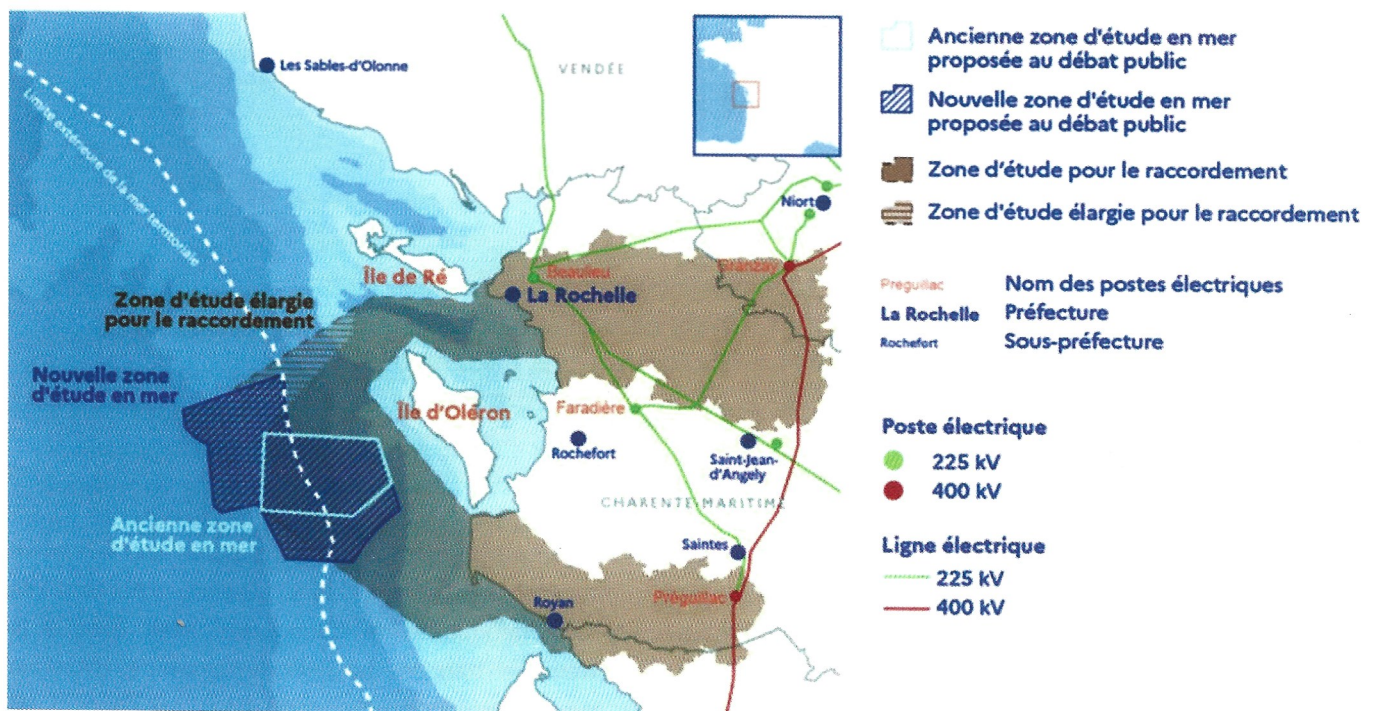 Les Sables-d'Olonne
VENDÉE
Limite extérieure de la mer territoriale
Niort
Île de Ré
Beaulieu
Granzay
La Rochelle
Zone d'étude élargie
pour le raccordement
Nouvelle zone
d'étude en mer
Île d'Oléron
Faradière
Rochefort
Saint-Jean-
d'Angely
CHARENTE-MARITIME
Ancienne zone
d'étude en mer
Saintes
Préguillac
Royan
Ancienne zone d'étude en mer
proposée au débat public
Nouvelle zone d'étude en mer
proposée au débat public
Zone d'étude pour le raccordement
Zone d'étude élargie pour le raccordement
Préguillac Nom des postes électriques
La Rochelle Préfecture
Rochefort Sous-préfecture
Poste électrique
225 kV
400 kV
Ligne électrique
225 kV
400 kV